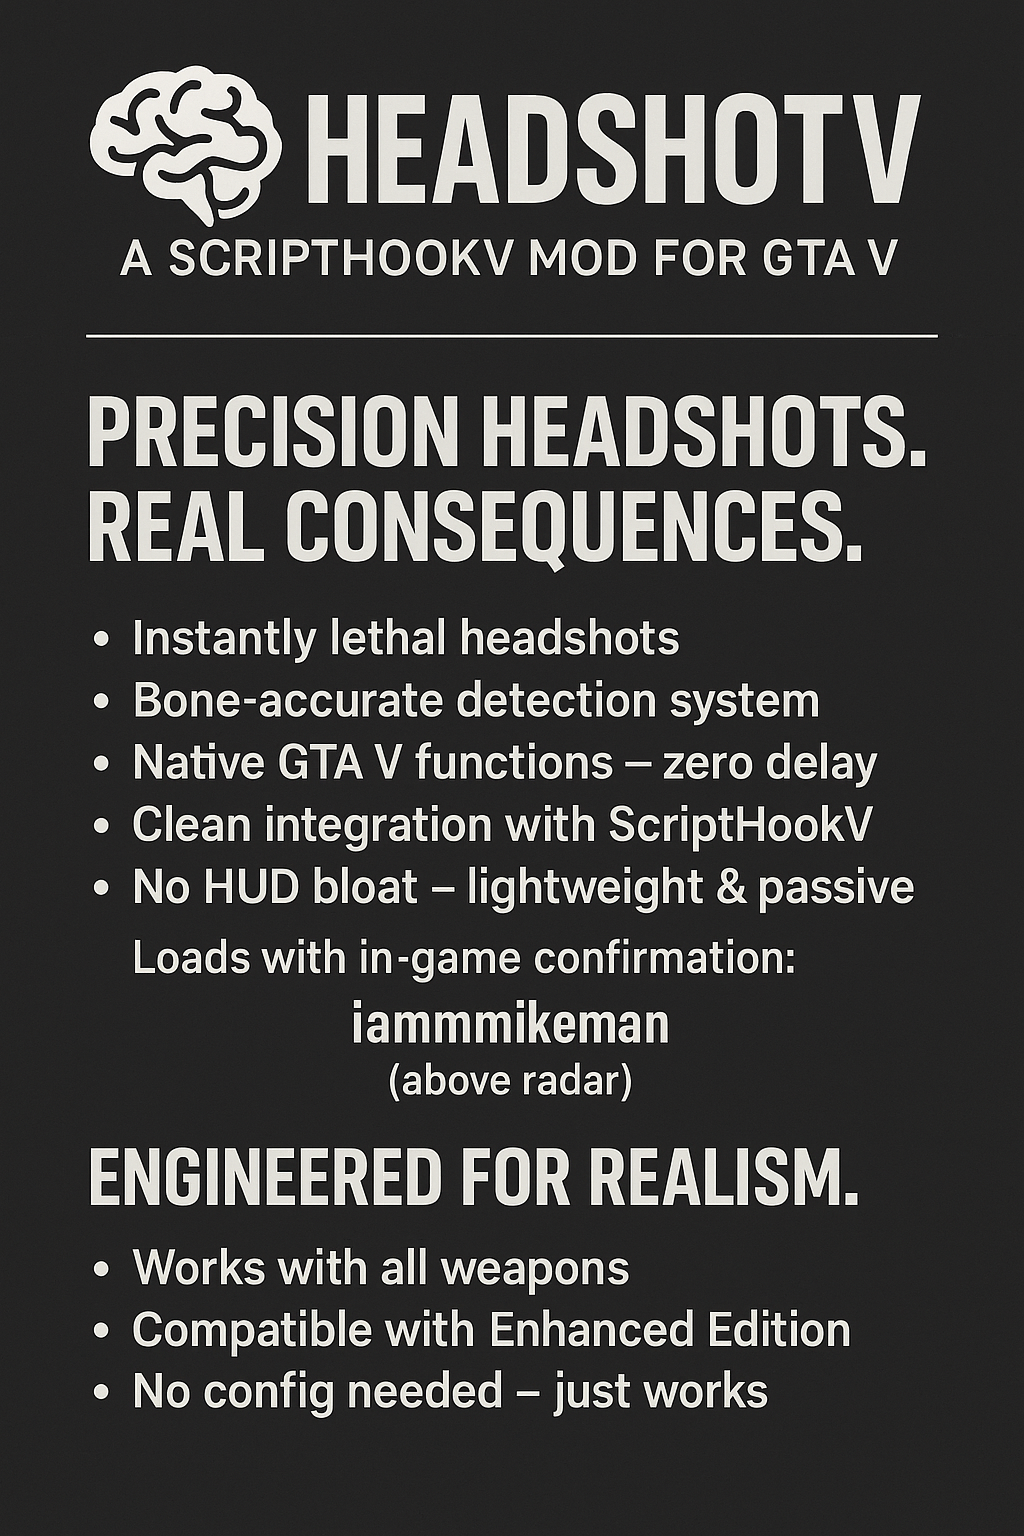 HEADSHOTV
A SCRIPTHOOKV MOD FOR GTA V
PRECISION HEADSHOTS.
REAL CONSEQUENCES.
• Instantly lethal headshots
• Bone-accurate detection system
• Native GTA V functions – zero delay
• Clean integration with ScriptHookV
• No HUD bloat – lightweight & passive
Loads with in-game confirmation:
iammmikeman
(above radar)
ENGINEERED FOR REALISM.
• Works with all weapons
• Compatible with Enhanced Edition
• No config needed – just works